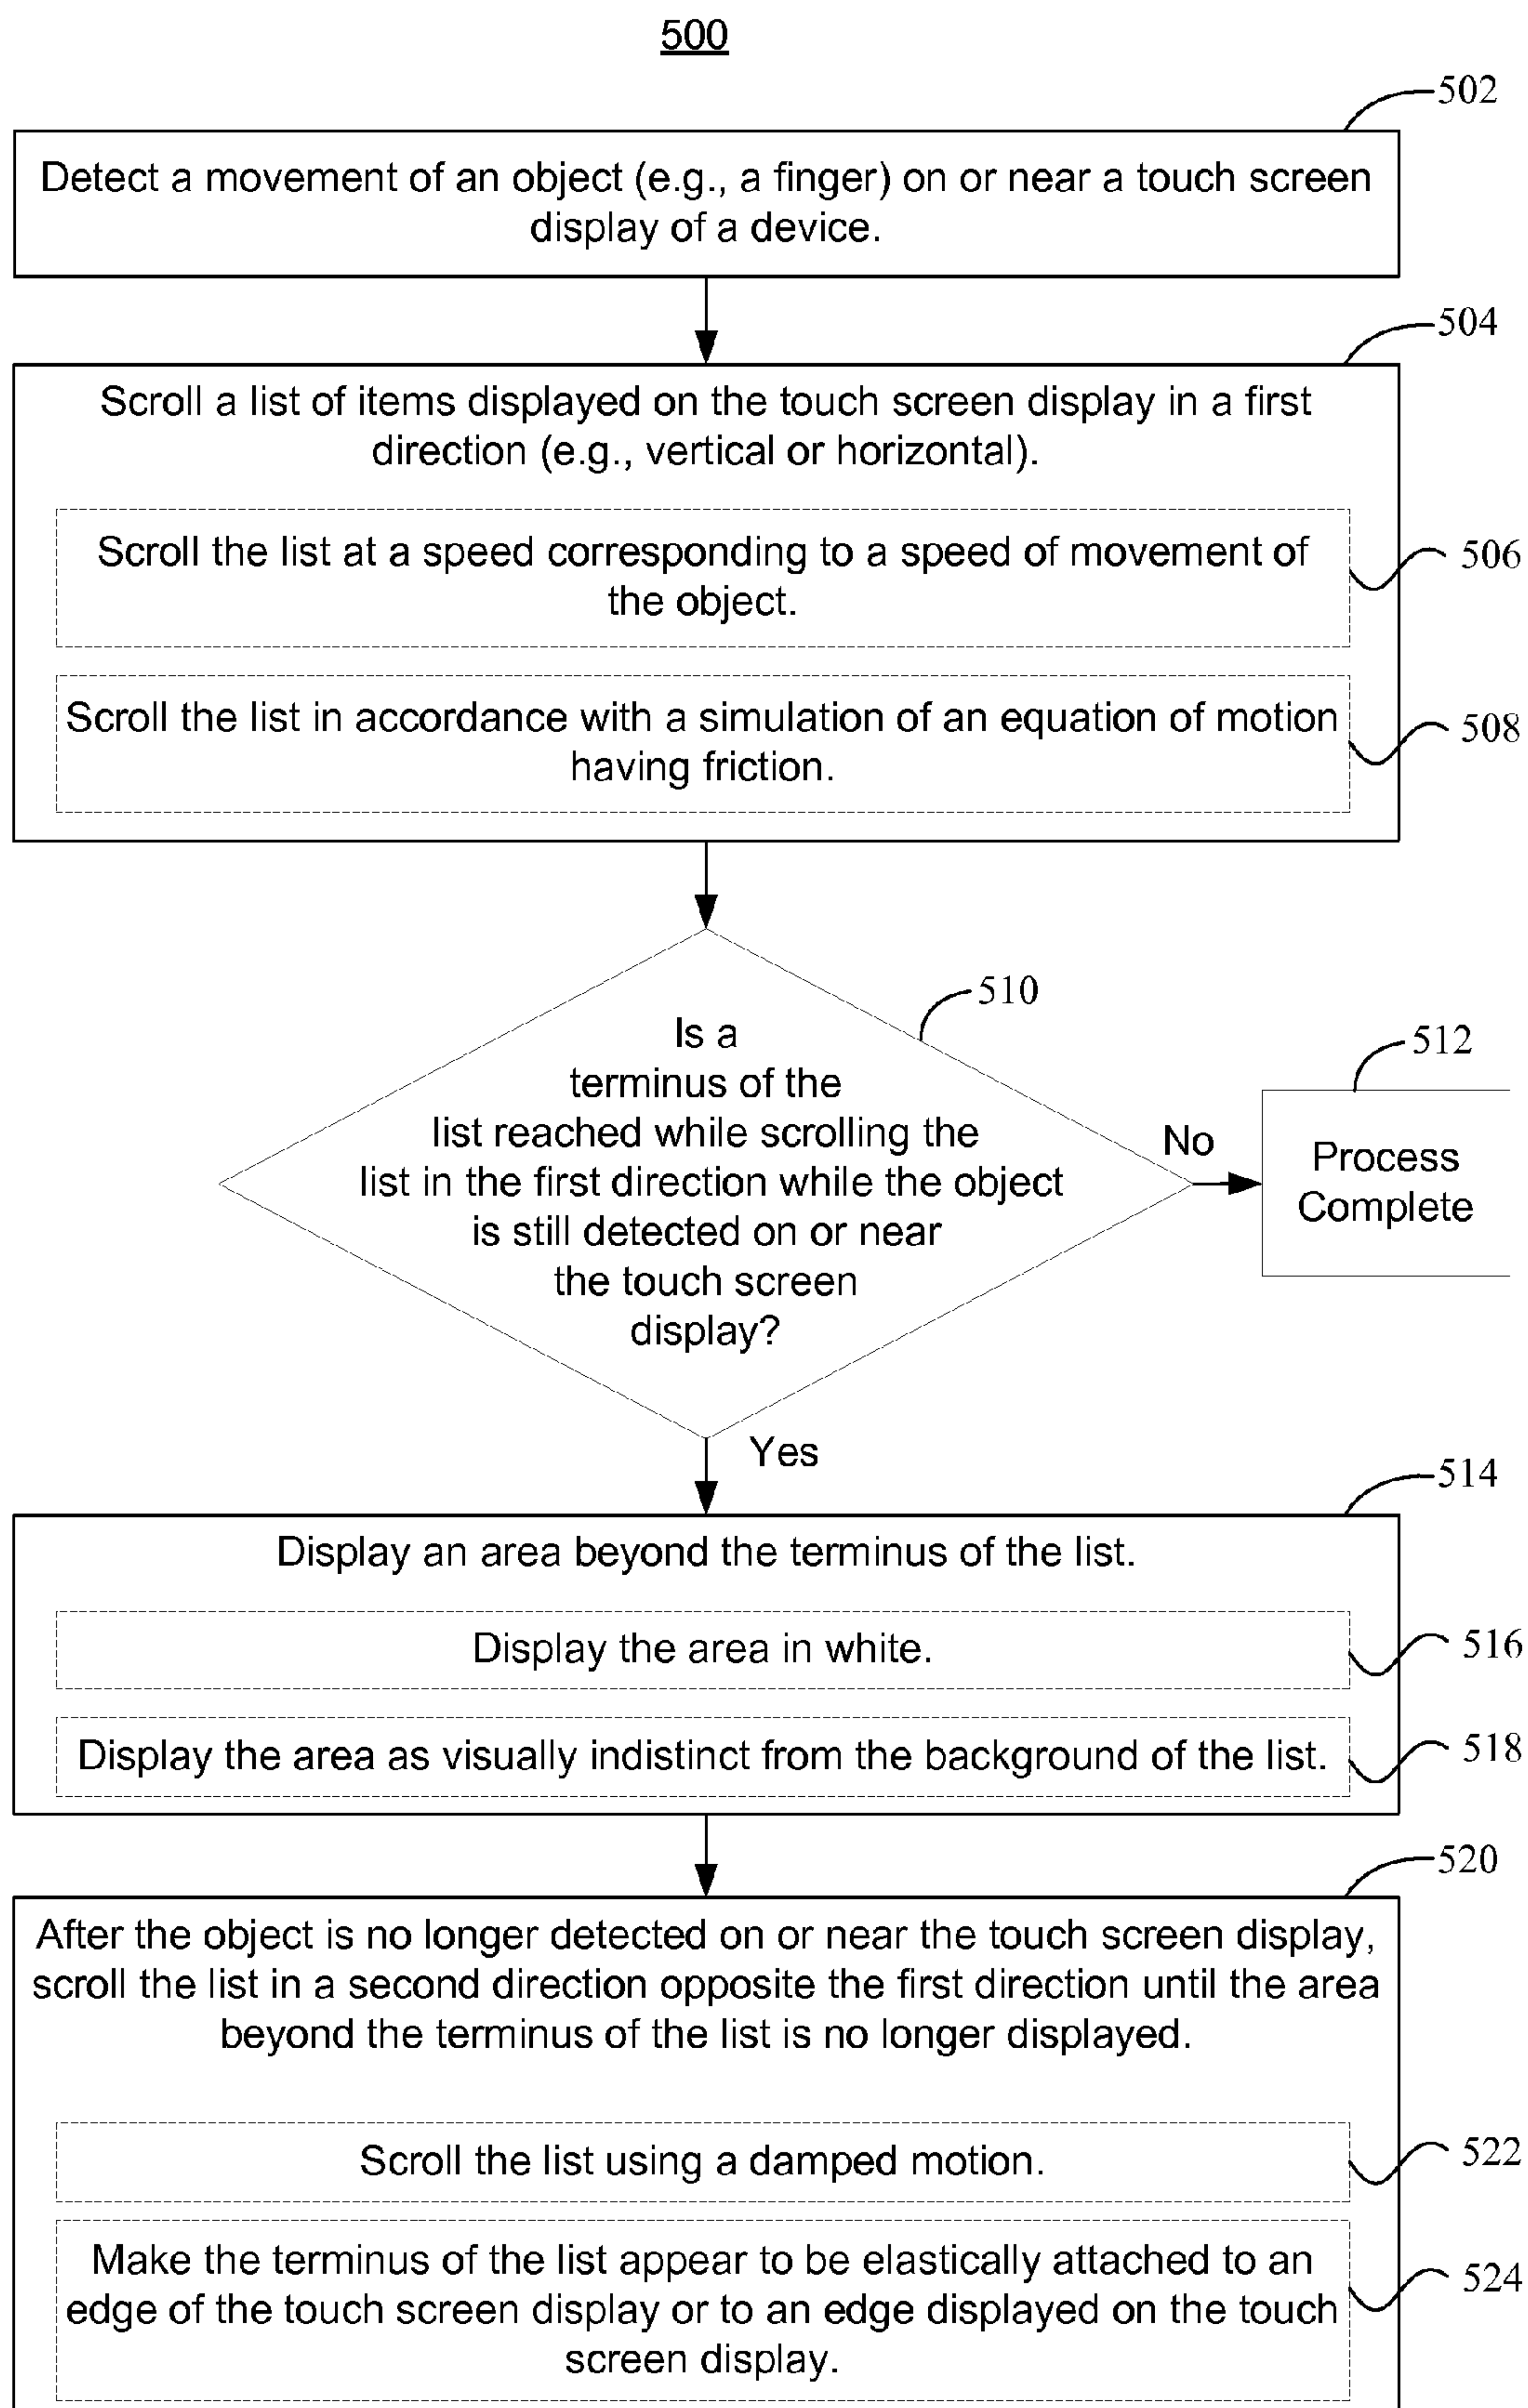 500
502
Detect a movement of an object (e.g., a finger) on or near a touch screen
display of a device.
504
Scroll a list of items displayed on the touch screen display in a first
direction (e.g., vertical or horizontal).
Scroll the list at a speed corresponding to a speed of movement of
the object.
506
Scroll the list in accordance with a simulation of an equation of motion
having friction.
508
510
Is a
terminus of the
list reached while scrolling the
list in the first direction while the object
is still detected on or near
the touch screen
display?
No
512
Process
Complete
Yes
514
Display an area beyond the terminus of the list.
Display the area in white.
516
Display the area as visually indistinct from the background of the list.
518
520
After the object is no longer detected on or near the touch screen display,
scroll the list in a second direction opposite the first direction until the area
beyond the terminus of the list is no longer displayed.
Scroll the list using a damped motion.
522
Make the terminus of the list appear to be elastically attached to an
edge of the touch screen display or to an edge displayed on the touch
screen display.
524